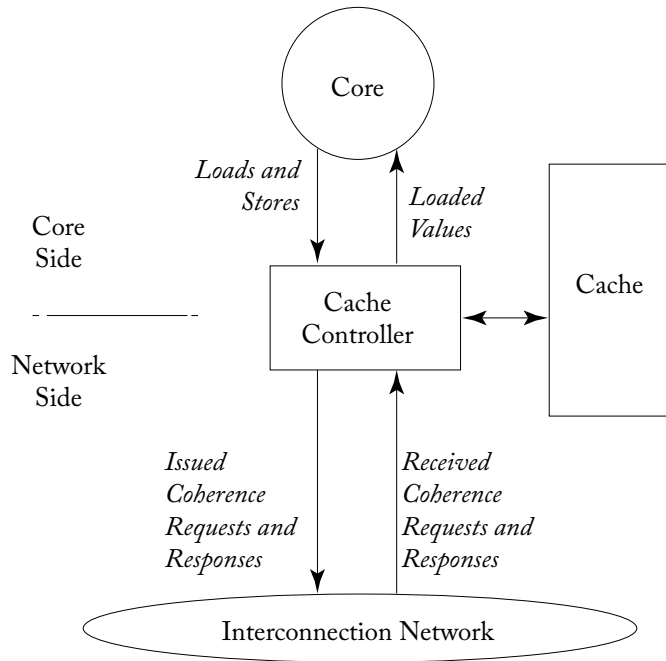 Core
Loads and
Stores
Loaded
Values
Core
Side
Cache
Controller
Cache
Network
Side
Issued
Coherence
Requests and
Responses
Received
Coherence
Requests and
Responses
Interconnection Network